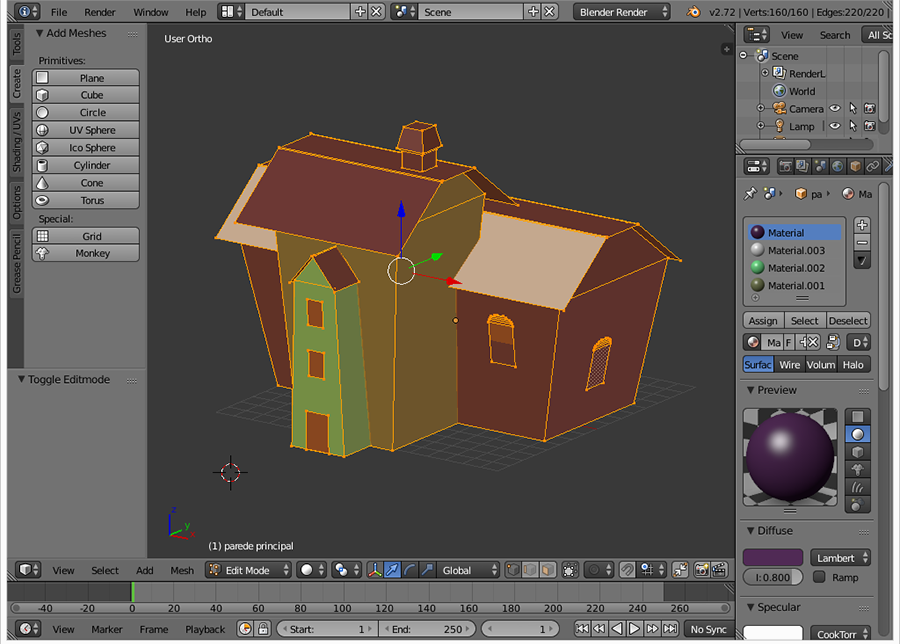 File Render Window Help Default Scene Blender Render v2.72 | Verts:160/160 | Edges:220/220 |
Tools
Create
Shading / UVs
Options
Grease Pencil
Add Meshes
Primitives:
Plane
Cube
Circle
UV Sphere
Ico Sphere
Cylinder
Cone
Torus
Special:
Grid
Monkey
Toggle Editmode
User Ortho
z
y
x
(1) parede principal
View Select Add Mesh Edit Mode Global
View Search All Sc
Scene
RenderL
World
Camera
Lamp
pa Ma
Material
Material.003
Material.002
Material.001
Assign Select Deselect
Ma F D
Surfac Wire Volum Halo
Preview
Diffuse
Lambert
I: 0.800 Ramp
Specular
CookTorr
-40 -20 0 20 40 60 80 100 120 140 160 180 200 220 240 260
View Marker Frame Playback Start: 1 End: 250 1 No Sync